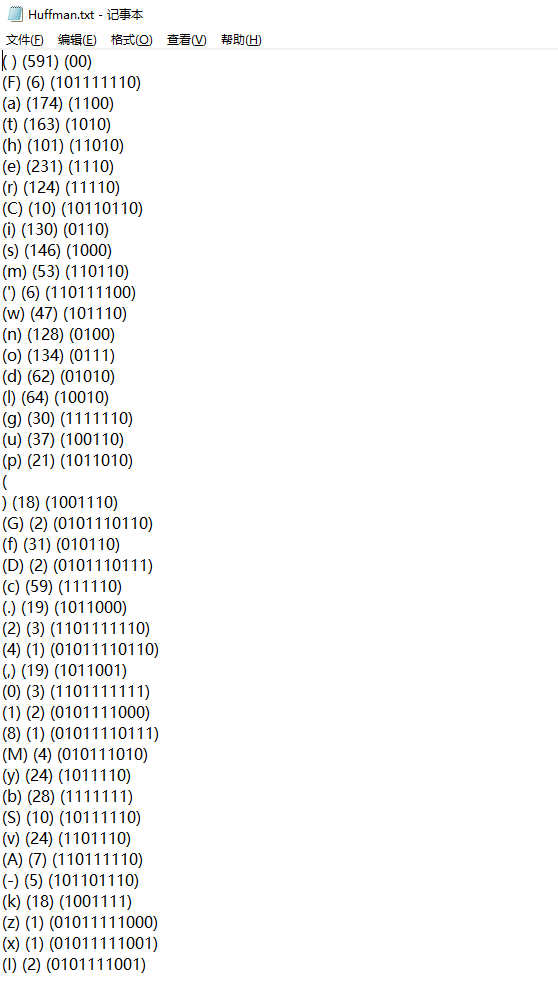 Huffman.txt - 记事本
文件(F) 编辑(E) 格式(O) 查看(V) 帮助(H)
( ) (591) (00)
(F) (6) (101111110)
(a) (174) (1100)
(t) (163) (1010)
(h) (101) (11010)
(e) (231) (1110)
(r) (124) (11110)
(C) (10) (10110110)
(i) (130) (0110)
(s) (146) (1000)
(m) (53) (110110)
(') (6) (110111100)
(w) (47) (101110)
(n) (128) (0100)
(o) (134) (0111)
(d) (62) (01010)
(l) (64) (10010)
(g) (30) (1111110)
(u) (37) (100110)
(p) (21) (1011010)
(
) (18) (1001110)
(G) (2) (0101110110)
(f) (31) (010110)
(D) (2) (0101110111)
(c) (59) (111110)
(.) (19) (1011000)
(2) (3) (1101111110)
(4) (1) (01011110110)
(,) (19) (1011001)
(0) (3) (1101111111)
(1) (2) (0101111000)
(8) (1) (01011110111)
(M) (4) (010111010)
(y) (24) (1011110)
(b) (28) (1111111)
(S) (10) (10111110)
(v) (24) (1101110)
(A) (7) (110111110)
(-) (5) (101101110)
(k) (18) (1001111)
(z) (1) (01011111000)
(x) (1) (01011111001)
(I) (2) (0101111001)